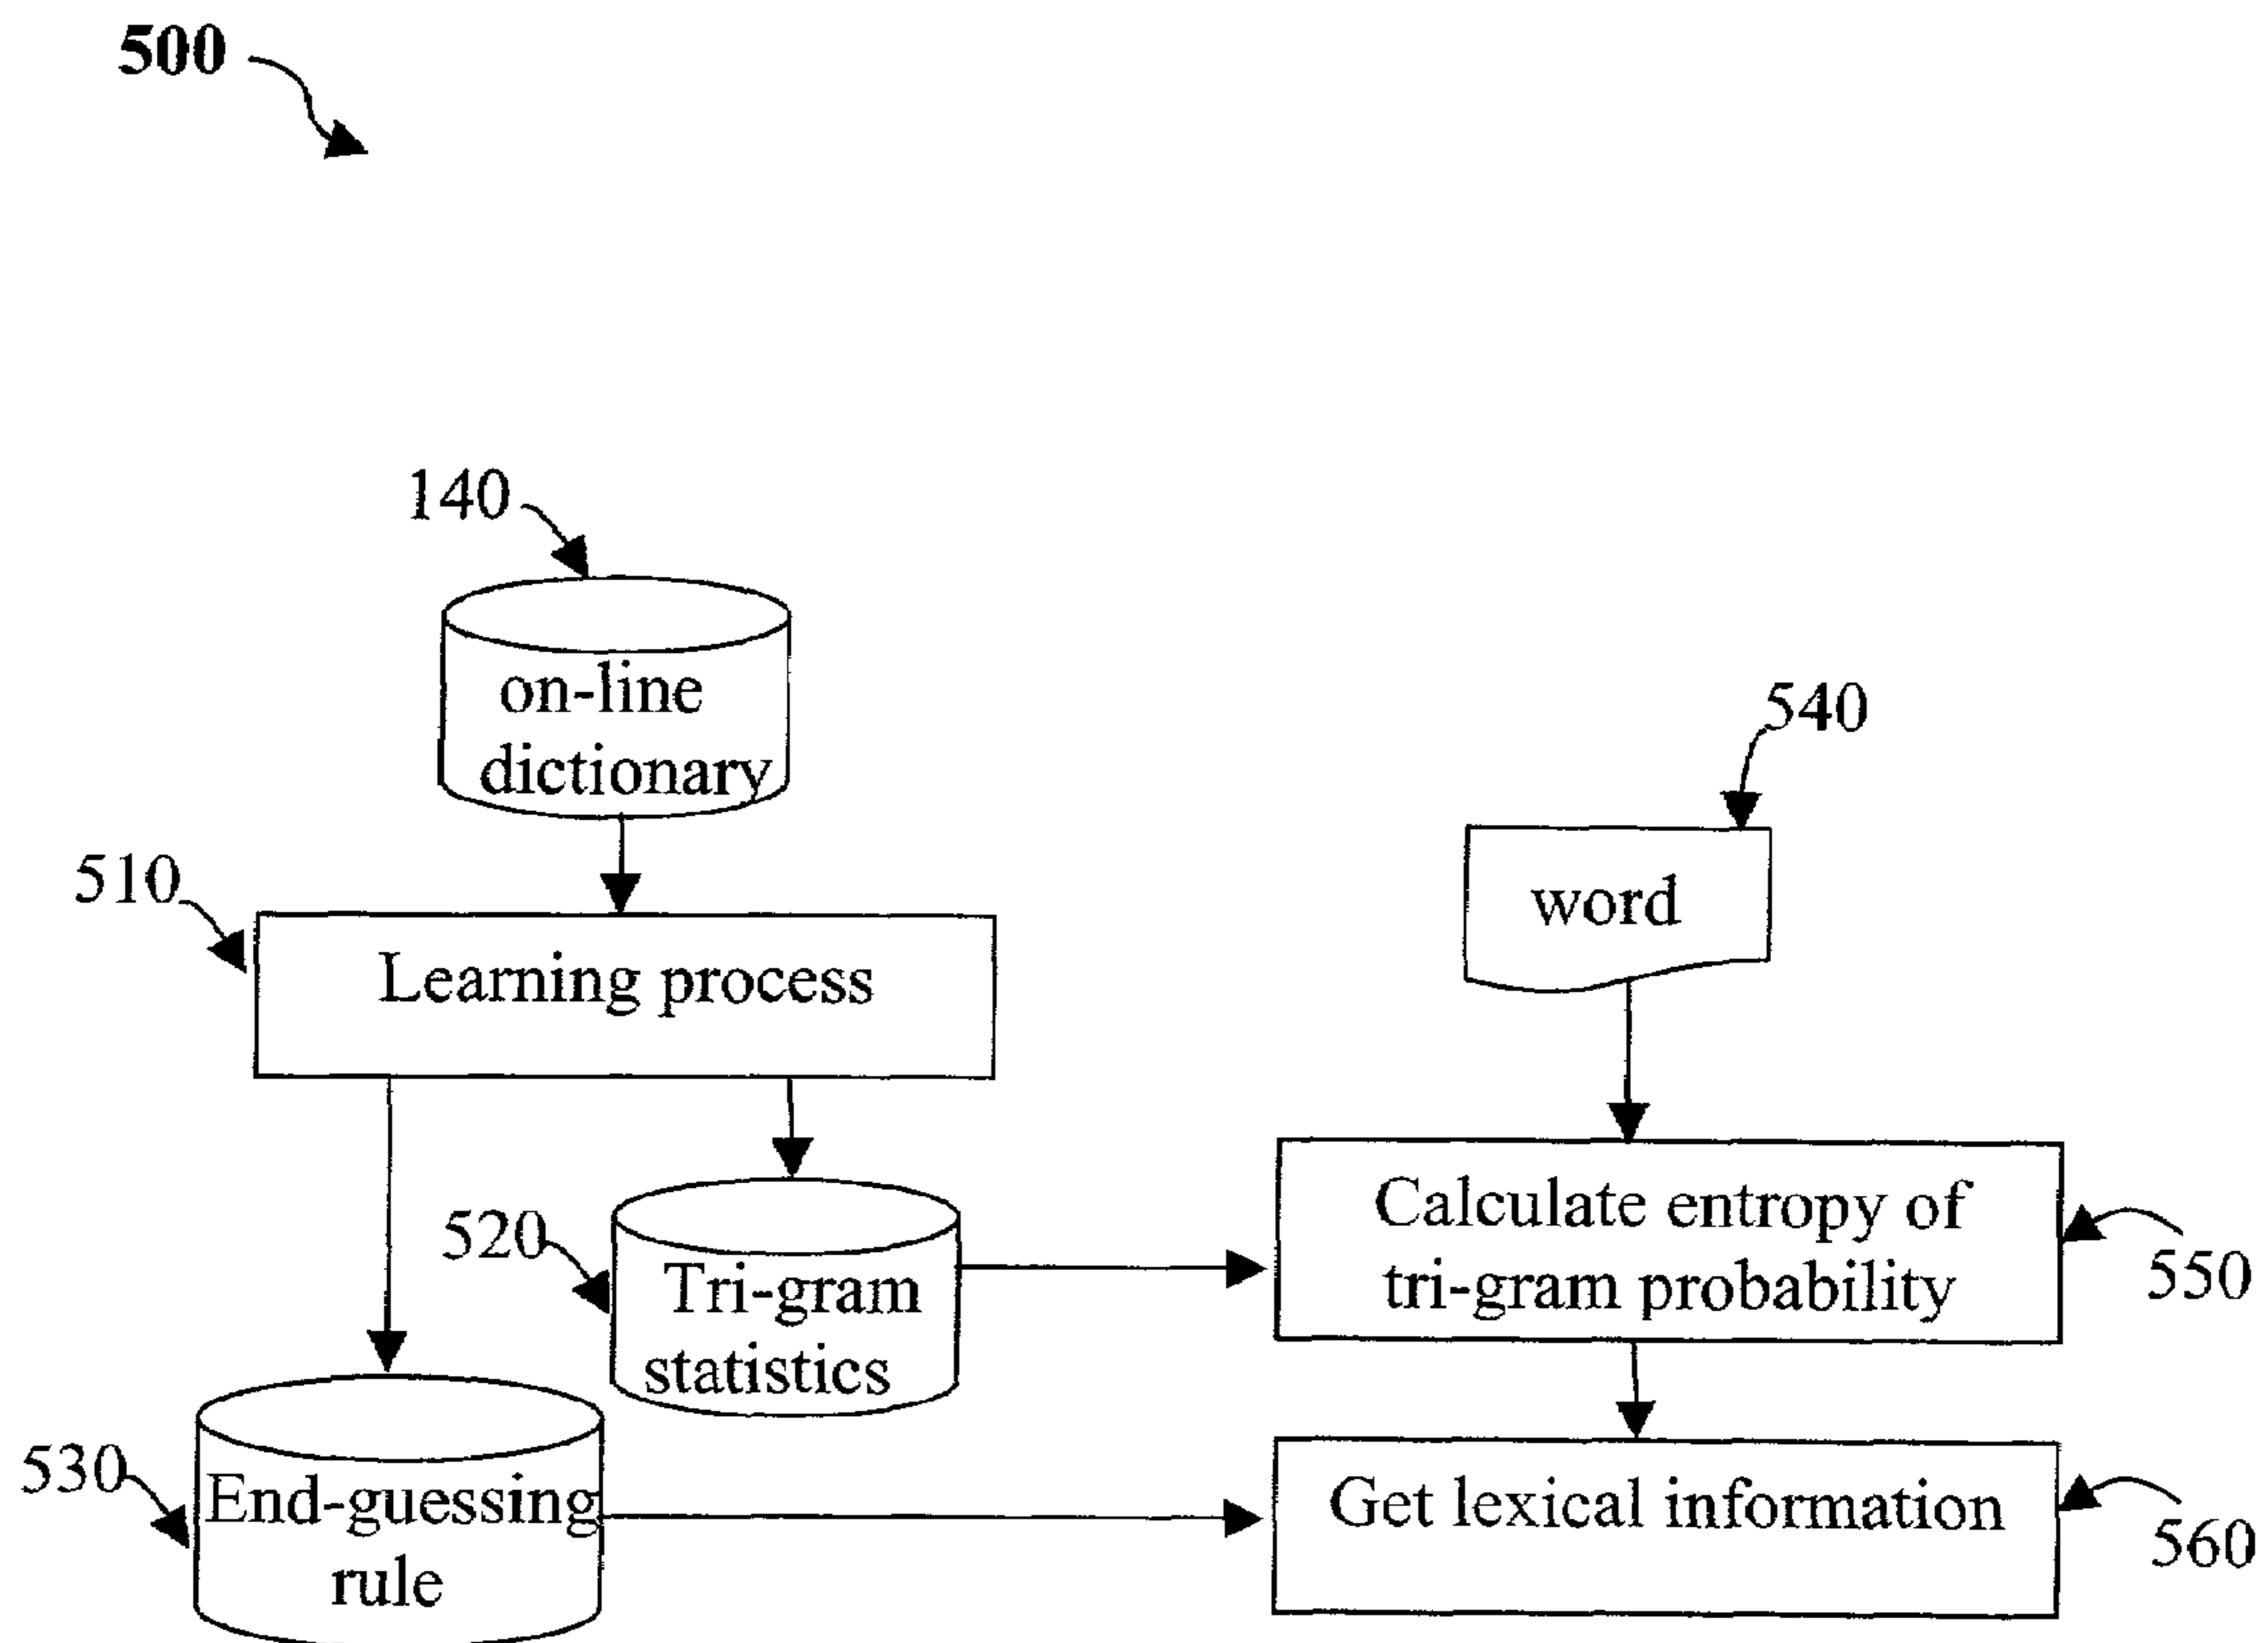 500
140
on-line
dictionary
540
510
word
Learning process
520
Tri-gram
statistics
Calculate entropy of
tri-gram probability
550
530
End-guessing
rule
Get lexical information
560